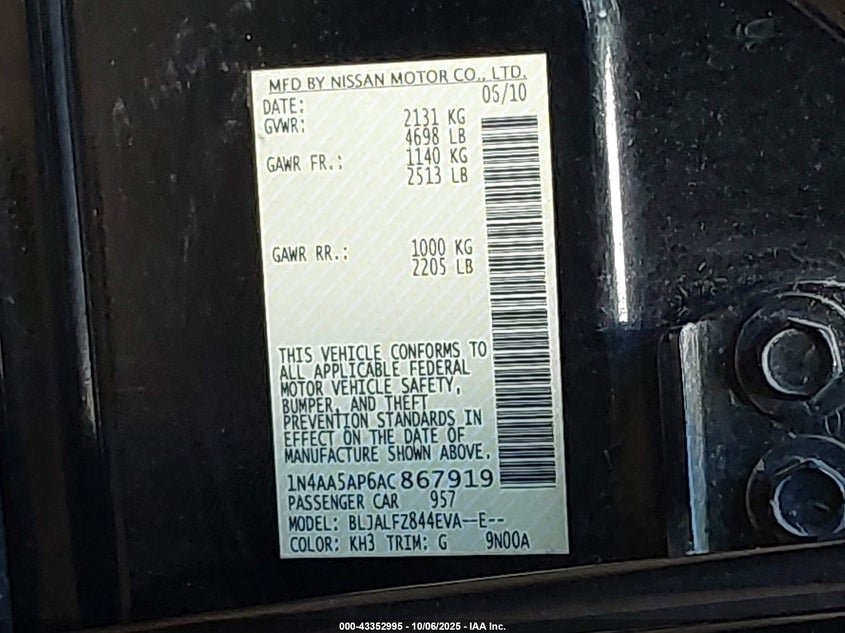 MFD BY NISSAN MOTOR CO., LTD.
DATE: 05/10
GVWR: 2131 KG
4698 LB
GAWR FR.: 1140 KG
2513 LB
GAWR RR.: 1000 KG
2205 LB
THIS VEHICLE CONFORMS TO
ALL APPLICABLE FEDERAL
MOTOR VEHICLE SAFETY,
BUMPER, AND THEFT
PREVENTION STANDARDS IN
EFFECT ON THE DATE OF
MANUFACTURE SHOWN ABOVE.
1N4AA5AP6AC867919
PASSENGER CAR 957
MODEL: BLJALFZ844EVA--E--
COLOR: KH3 TRIM: G 9N00A
000-43352995 - 10/06/2025 - IAA Inc.